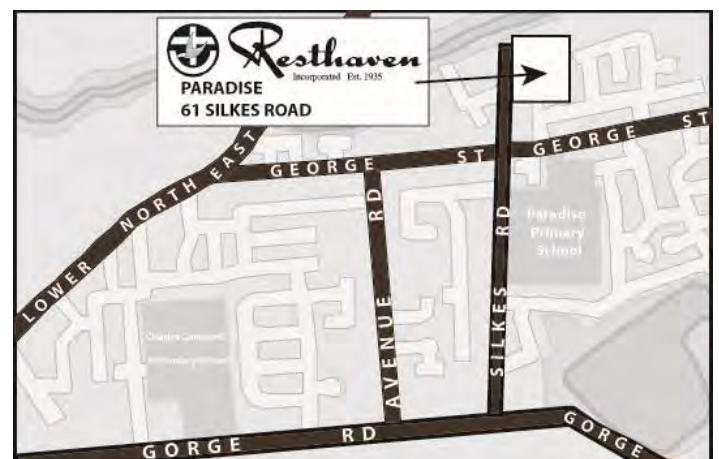 Resthaven
Incorporated Est. 1935
PARADISE
61 SILKES ROAD
LOWER NORTH EAST
GEORGE ST
GEORGE ST
AVENUE RD
SILKES RD
Paradise
Primary
School
GORGE RD
GORGE